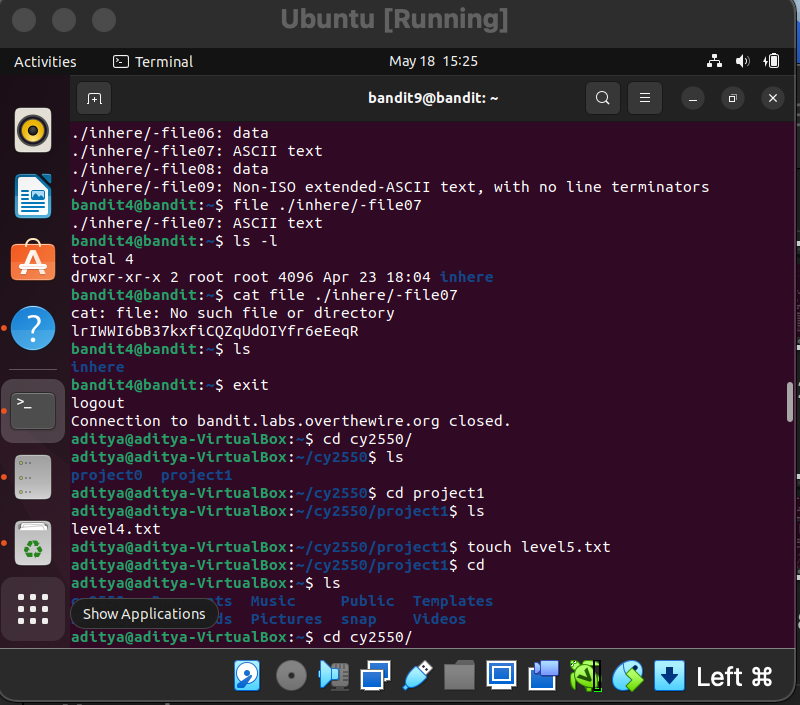 Ubuntu [Running]
Activities
Terminal
May 18 15:25
bandit9@bandit: ~
./inhere/-file06: data
./inhere/-file07: ASCII text
./inhere/-file08: data
./inhere/-file09: Non-ISO extended-ASCII text, with no line terminators
bandit4@bandit:~$ file ./inhere/-file07
./inhere/-file07: ASCII text
bandit4@bandit:~$ ls -l
total 4
drwxr-xr-x 2 root root 4096 Apr 23 18:04 inhere
bandit4@bandit:~$ cat file ./inhere/-file07
cat: file: No such file or directory
lrIWWI6bB37kxfiCQZqUdOIYfr6eEeqR
bandit4@bandit:~$ ls
inhere
bandit4@bandit:~$ exit
logout
Connection to bandit.labs.overthewire.org closed.
aditya@aditya-VirtualBox:~$ cd cy2550/
aditya@aditya-VirtualBox:~/cy2550$ ls
project0  project1
aditya@aditya-VirtualBox:~/cy2550$ cd project1
aditya@aditya-VirtualBox:~/cy2550/project1$ ls
level4.txt
aditya@aditya-VirtualBox:~/cy2550/project1$ touch level5.txt
aditya@aditya-VirtualBox:~/cy2550/project1$ cd
aditya@aditya-VirtualBox:~$ ls
Music Public Templates
Show Applications
Pictures snap Videos
aditya@aditya-VirtualBox:~$ cd cy2550/
Left ⌘